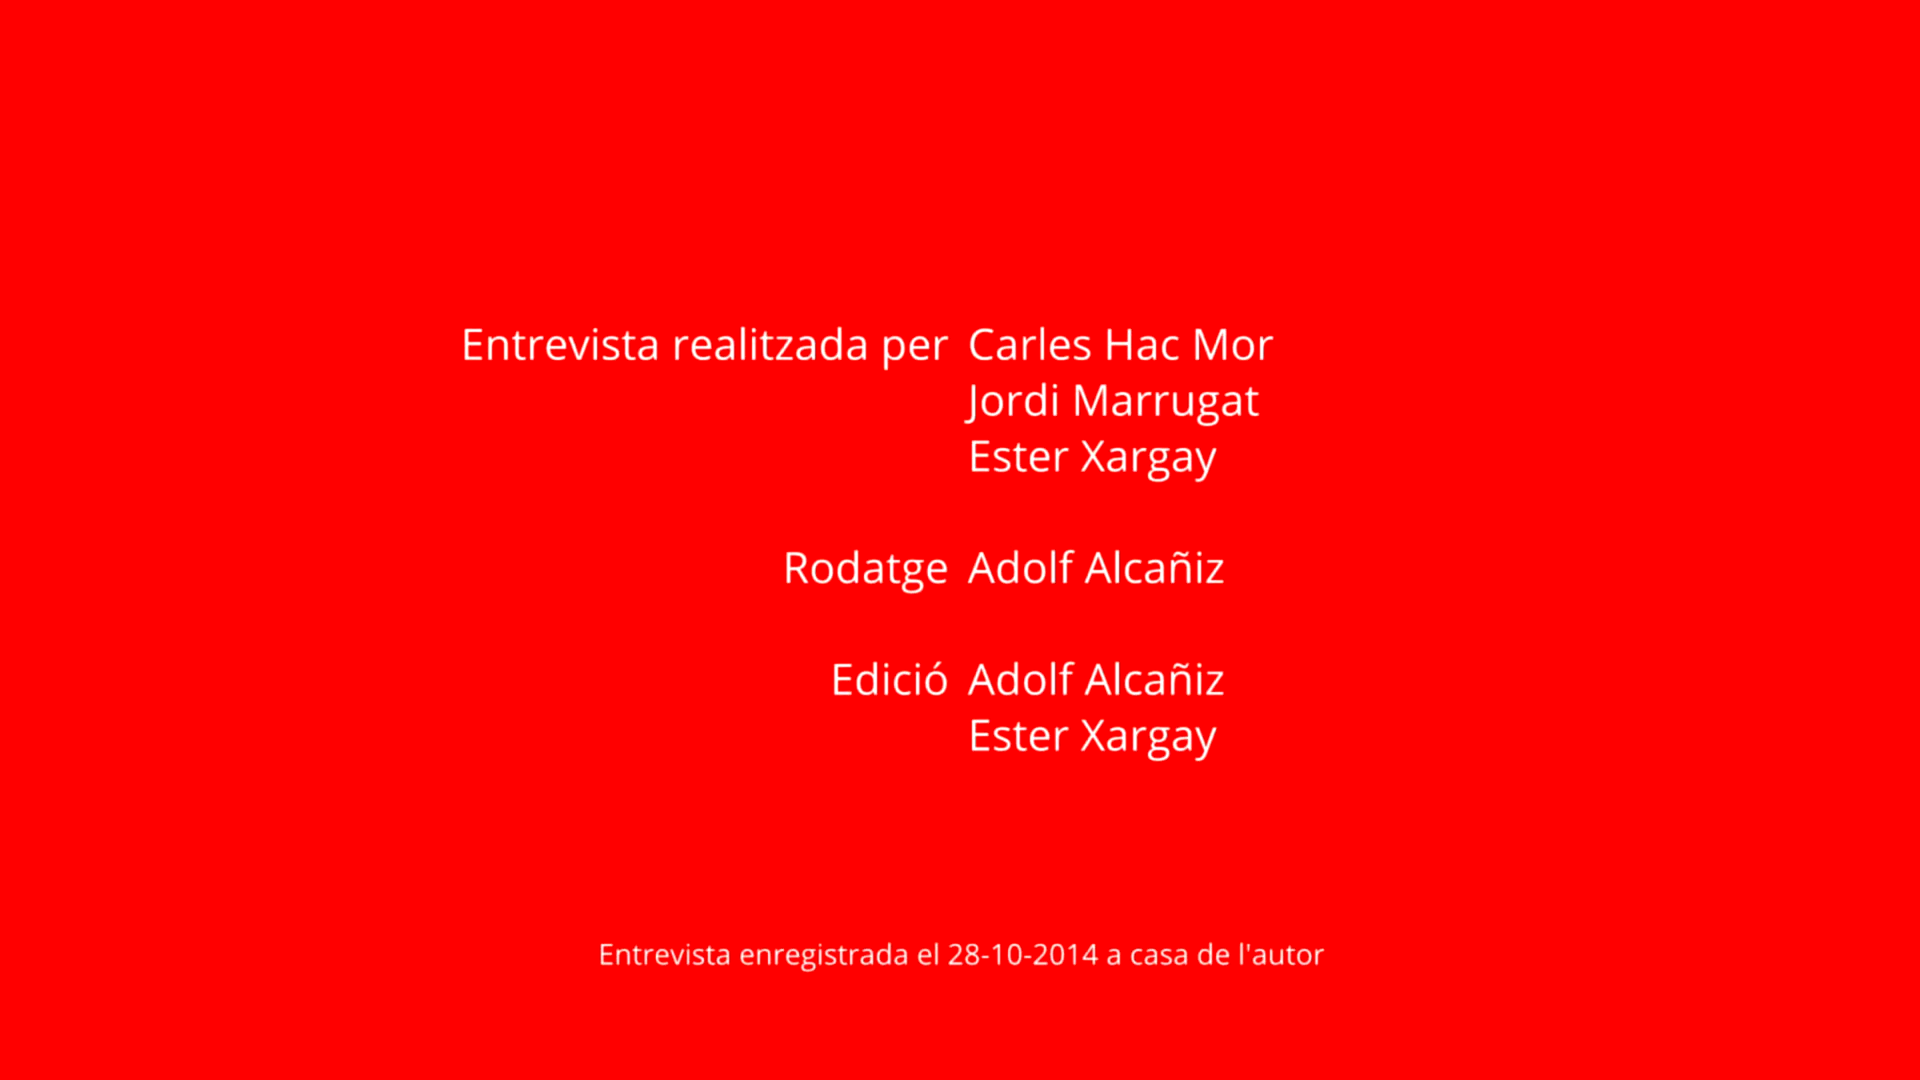 Entrevista realitzada per Carles Hac Mor
Jordi Marrugat
Ester Xargay
Rodatge Adolf Alcañiz
Edició Adolf Alcañiz
Ester Xargay
Entrevista enregistrada el 28-10-2014 a casa de l'autor